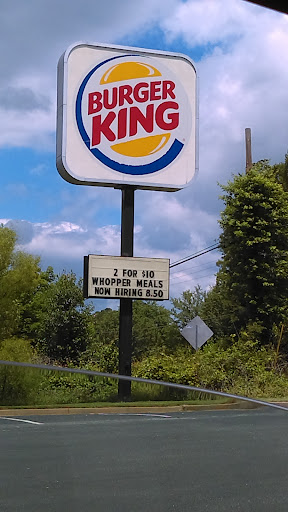 BURGER
KING
2 FOR $10
WHOPPER MEALS
NOW HIRING 8.50